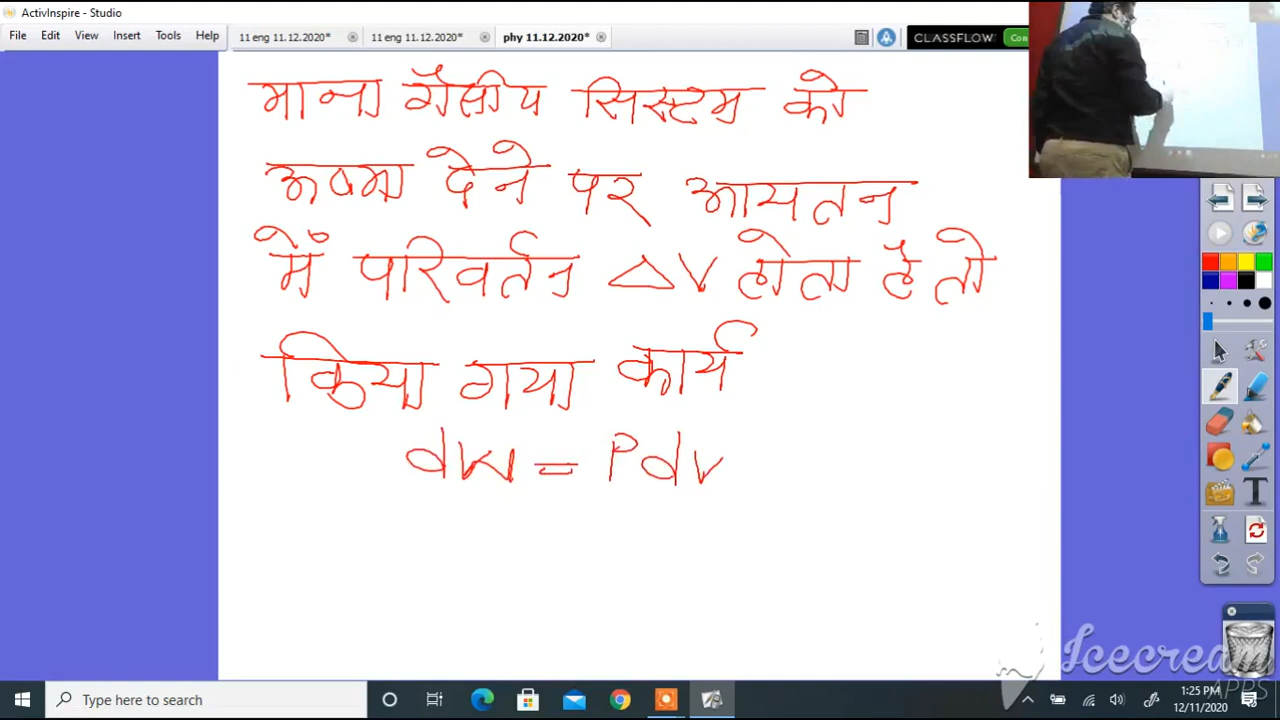 ActivInspire - Studio
File Edit View Insert Tools Help
11 eng 11.12.2020* 11 eng 11.12.2020* phy 11.12.2020*
CLASSFLOW Con
माना गैसीय सिस्टम को
ऊष्मा देने पर आयतन
में परिवर्तन ΔV होता है तो
किया गया कार्य
dw = Pdv
Icecream
APPS
Type here to search
1:25 PM
12/11/2020